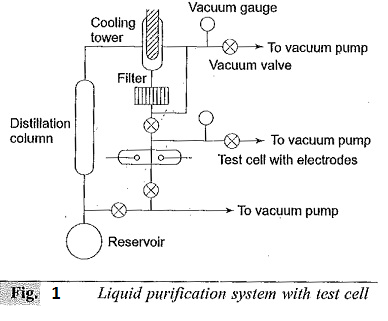 Vacuum gauge
Cooling
tower
To vacuum pump
Vacuum valve
Filter
Distillation
column
To vacuum pump
Test cell with electrodes
To vacuum pump
Reservoir
Fig. 1 Liquid purification system with test cell